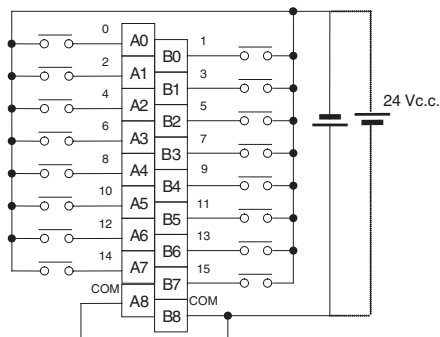 0 A0
B0 1
2 A1
B1 3
4 A2
B2 5
24 Vc.c.
6 A3
B3 7
8 A4
B4 9
10 A5
B5 11
12 A6
B6 13
14 A7
B7 15
COM A8
B8 COM